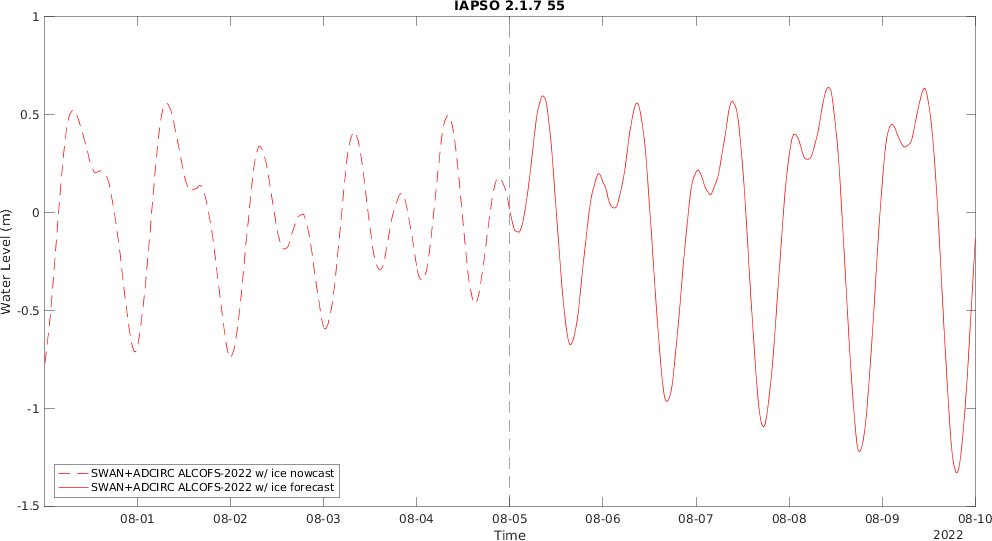 IAPSO 2.1.7 55
1
0.5
0
-0.5
-1
-1.5
Water Level (m)
SWAN+ADCIRC ALCOFS-2022 w/ ice nowcast
SWAN+ADCIRC ALCOFS-2022 w/ ice forecast
08-01 08-02 08-03 08-04 08-05 08-06 08-07 08-08 08-09 08-10
Time
2022